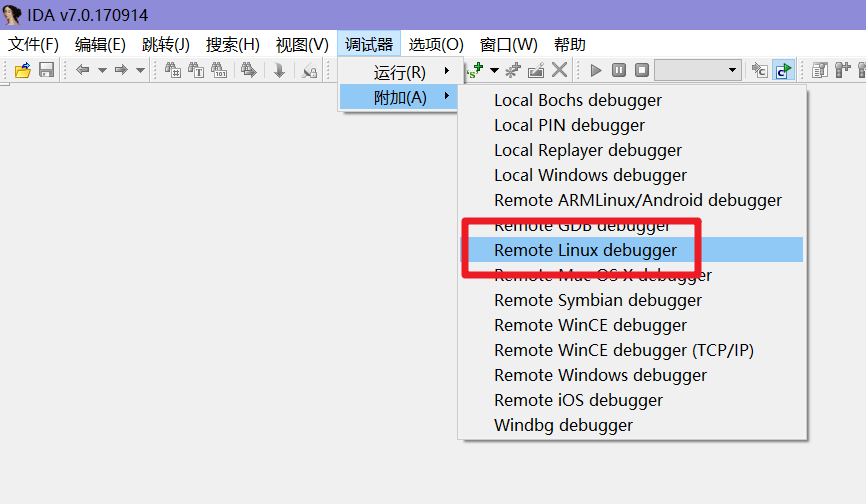 IDA v7.0.170914
文件(F) 编辑(E) 跳转(J) 搜索(H) 视图(V) 调试器 选项(O) 窗口(W) 帮助
运行(R)
附加(A)
Local Bochs debugger
Local PIN debugger
Local Replayer debugger
Local Windows debugger
Remote ARMLinux/Android debugger
Remote GDB debugger
Remote Linux debugger
Remote Mac OS X debugger
Remote Symbian debugger
Remote WinCE debugger
Remote WinCE debugger (TCP/IP)
Remote Windows debugger
Remote iOS debugger
Windbg debugger